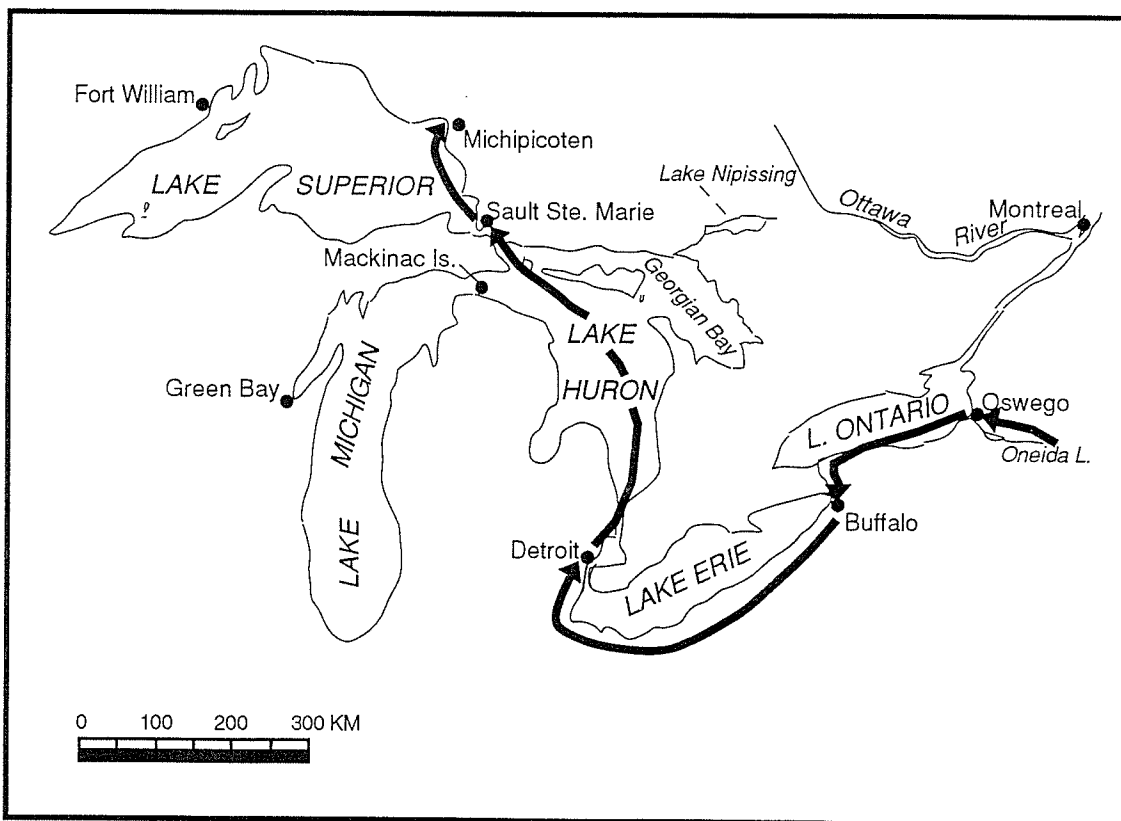 Fort William
Michipicoten
LAKE SUPERIOR
Sault Ste. Marie
Lake Nipissing
Ottawa
River
Montreal
Mackinac Is.
Georgian Bay
LAKE
HURON
Green Bay
LAKE MICHIGAN
L. ONTARIO
Oswego
Oneida L.
Buffalo
Detroit
LAKE ERIE
0 100 200 300 KM